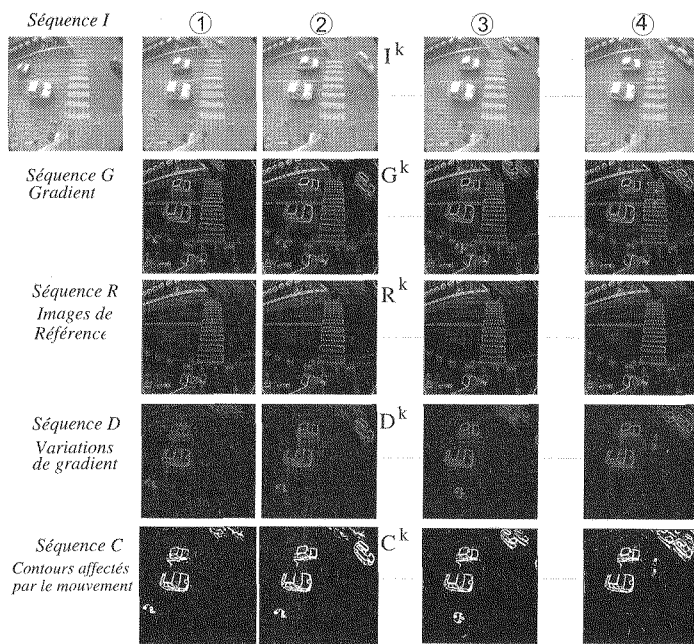 Séquence I
① ② ③ ④
I^k
Séquence G
Gradient
G^k
Séquence R
Images de
Référence
R^k
Séquence D
Variations
de gradient
D^k
Séquence C
Contours affectés
par le mouvement
C^k